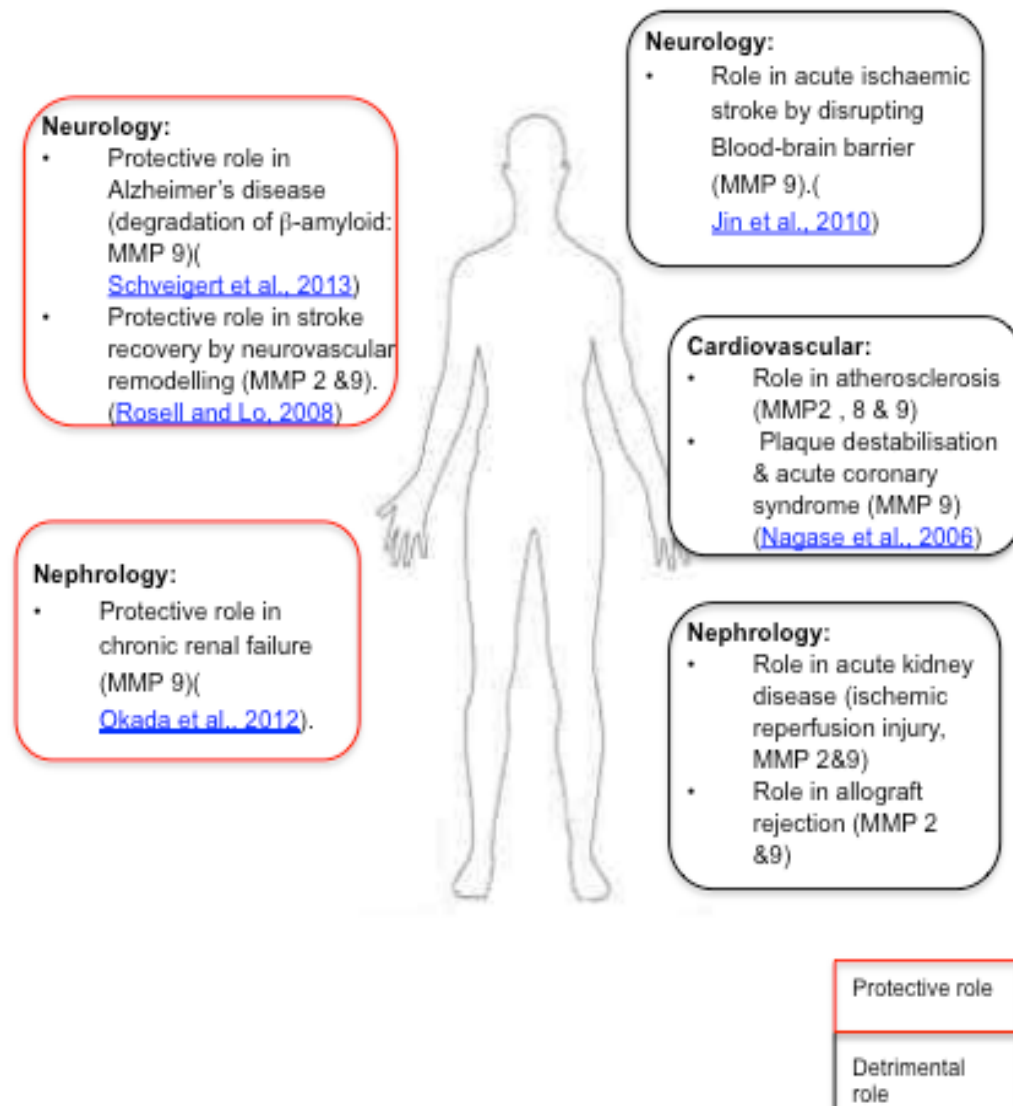 Neurology:
• Protective role in
Alzheimer's disease
(degradation of β-amyloid:
MMP 9)(
Schveigert et al., 2013)
• Protective role in stroke
recovery by neurovascular
remodelling (MMP 2 &9).
(Rosell and Lo, 2008)
Nephrology:
• Protective role in
chronic renal failure
(MMP 9)(
Okada et al., 2012).
Neurology:
• Role in acute ischaemic
stroke by disrupting
Blood-brain barrier
(MMP 9).(
Jin et al., 2010)
Cardiovascular:
• Role in atherosclerosis
(MMP2 , 8 & 9)
• Plaque destabilisation
& acute coronary
syndrome (MMP 9)
(Nagase et al., 2006)
Nephrology:
• Role in acute kidney
disease (ischemic
reperfusion injury,
MMP 2&9)
• Role in allograft
rejection (MMP 2
&9)
Protective role
Detrimental
role